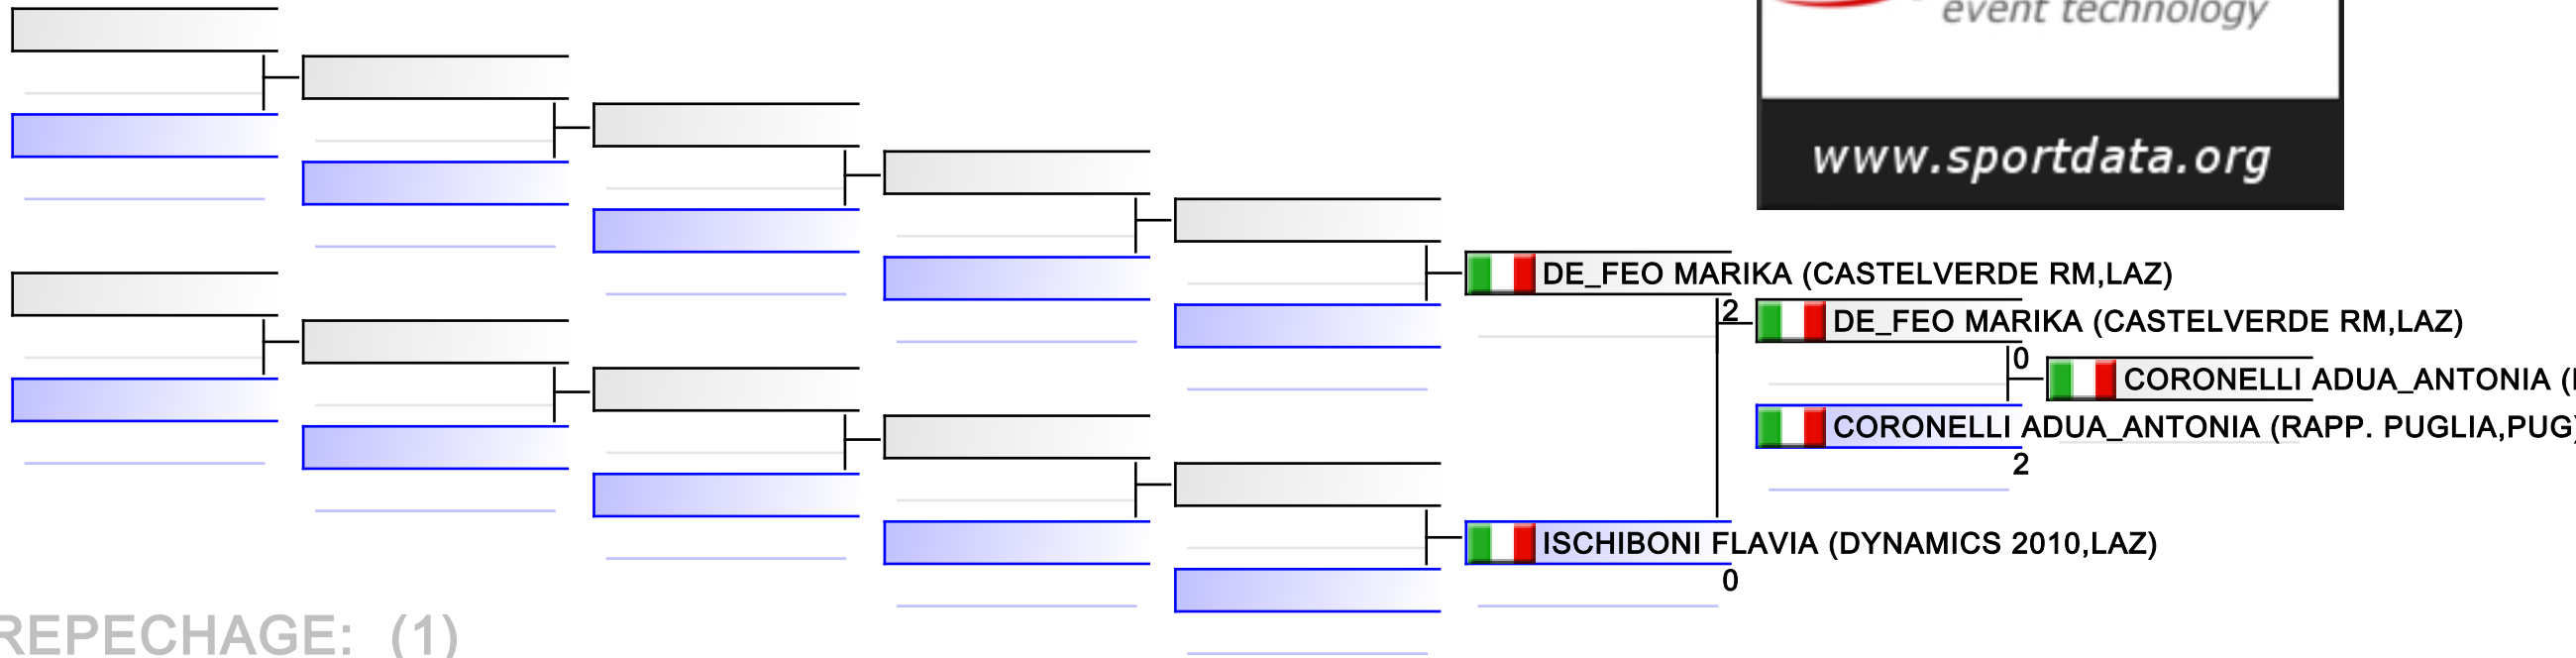 event technology
www.sportdata.org
DE_FEO MARIKA (CASTELVERDE RM,LAZ)
2
DE_FEO MARIKA (CASTELVERDE RM,LAZ)
0
CORONELLI ADUA_ANTONIA (
CORONELLI ADUA_ANTONIA (RAPP. PUGLIA,PUG)
2
ISCHIBONI FLAVIA (DYNAMICS 2010,LAZ)
0
REPECHAGE: (1)